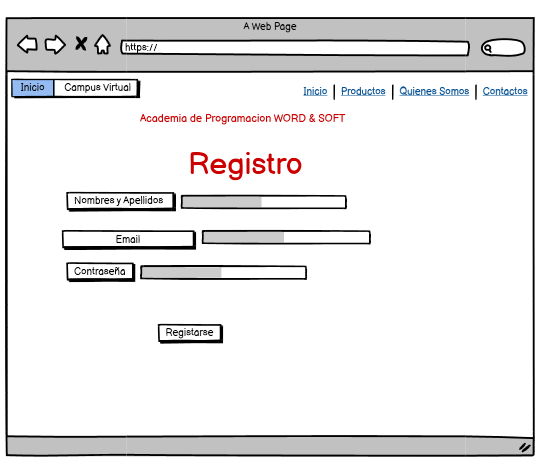 A Web Page
https://
Inicio Campus Virtual
Inicio | Productos | Quienes Somos | Contactos
Academia de Programacion WORD & SOFT
Registro
Nombres y Apellidos
Email
Contraseña
Registarse